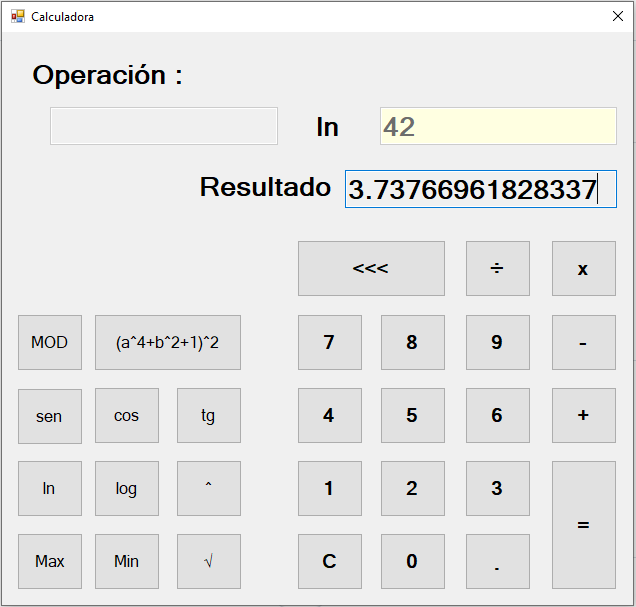 Calculadora
Operación :
ln 42
Resultado 3.73766961828337
<<< ÷ x
MOD (a^4+b^2+1)^2 7 8 9 -
sen cos tg 4 5 6 +
ln log ^ 1 2 3
=
Max Min √ C 0 .